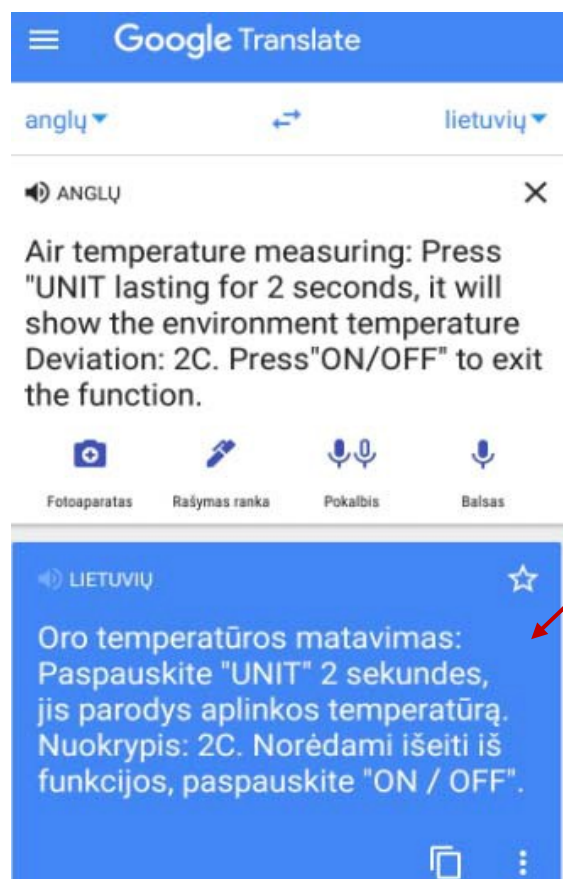 Google Translate
anglų lietuvių
ANGLŲ
Air temperature measuring: Press
"UNIT lasting for 2 seconds, it will
show the environment temperature
Deviation: 2C. Press"ON/OFF" to exit
the function.
Fotoaparatas Rašymas ranka Pokalbis Balsas
LIETUVIŲ
Oro temperatūros matavimas:
Paspauskite "UNIT" 2 sekundes,
jis parodys aplinkos temperatūrą.
Nuokrypis: 2C. Norėdami išeiti iš
funkcijos, paspauskite "ON / OFF".